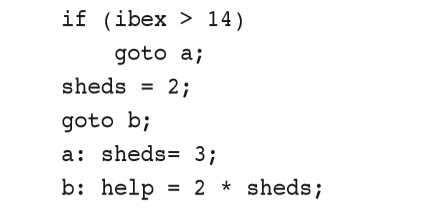 if (ibex > 14)
    goto a;
sheds = 2;
goto b;
a: sheds= 3;
b: help = 2 * sheds;